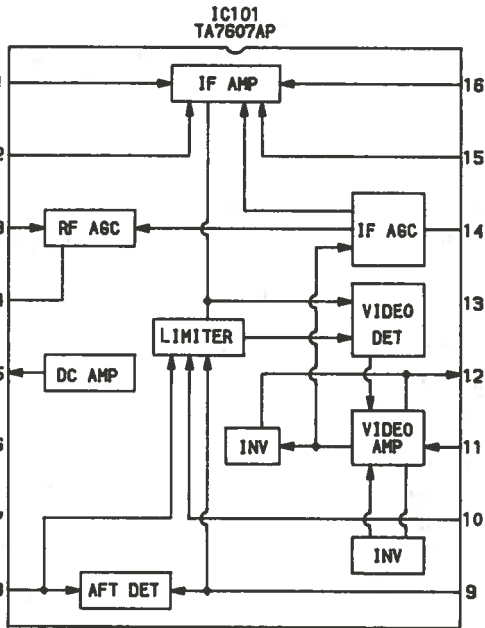 IC101
TA7607AP
IF AMP
16
15
RF AGC
IF AGC
14
VIDEO
DET
13
LIMITER
DC AMP
12
INV
VIDEO
AMP
11
10
INV
AFT DET
9